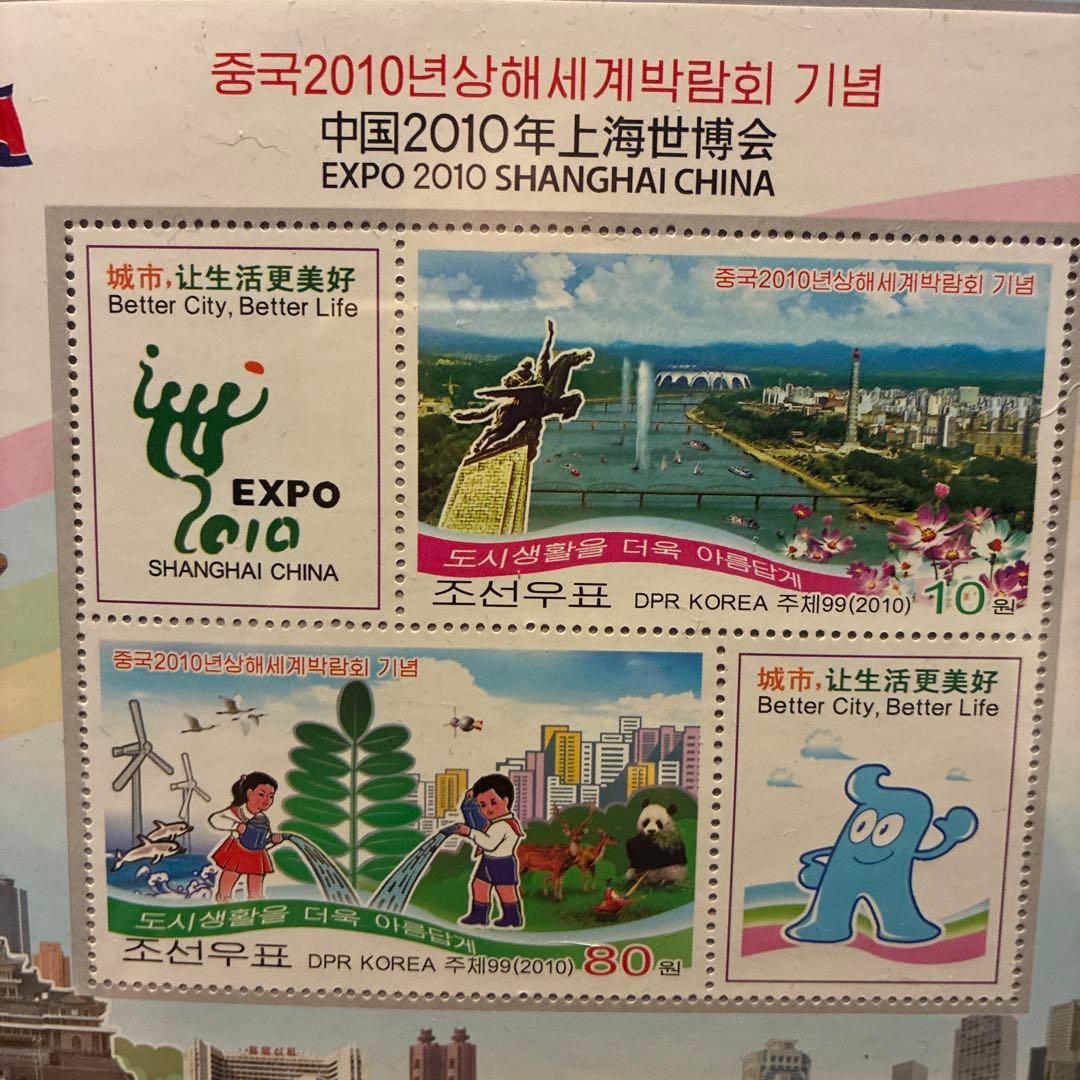 중국2010년상해세계박람회 기념
中国2010年上海世博会
EXPO 2010 SHANGHAI CHINA
城市,让生活更美好
Better City, Better Life
EXPO
2010
SHANGHAI CHINA
중국2010년상해세계박람회 기념
도시생활을 더욱 아름답게
조선우표 DPR KOREA 주체99(2010) 10원
중국2010년상해세계박람회 기념
도시생활을 더욱 아름답게
조선우표 DPR KOREA 주체99(2010) 80원
城市,让生活更美好
Better City, Better Life